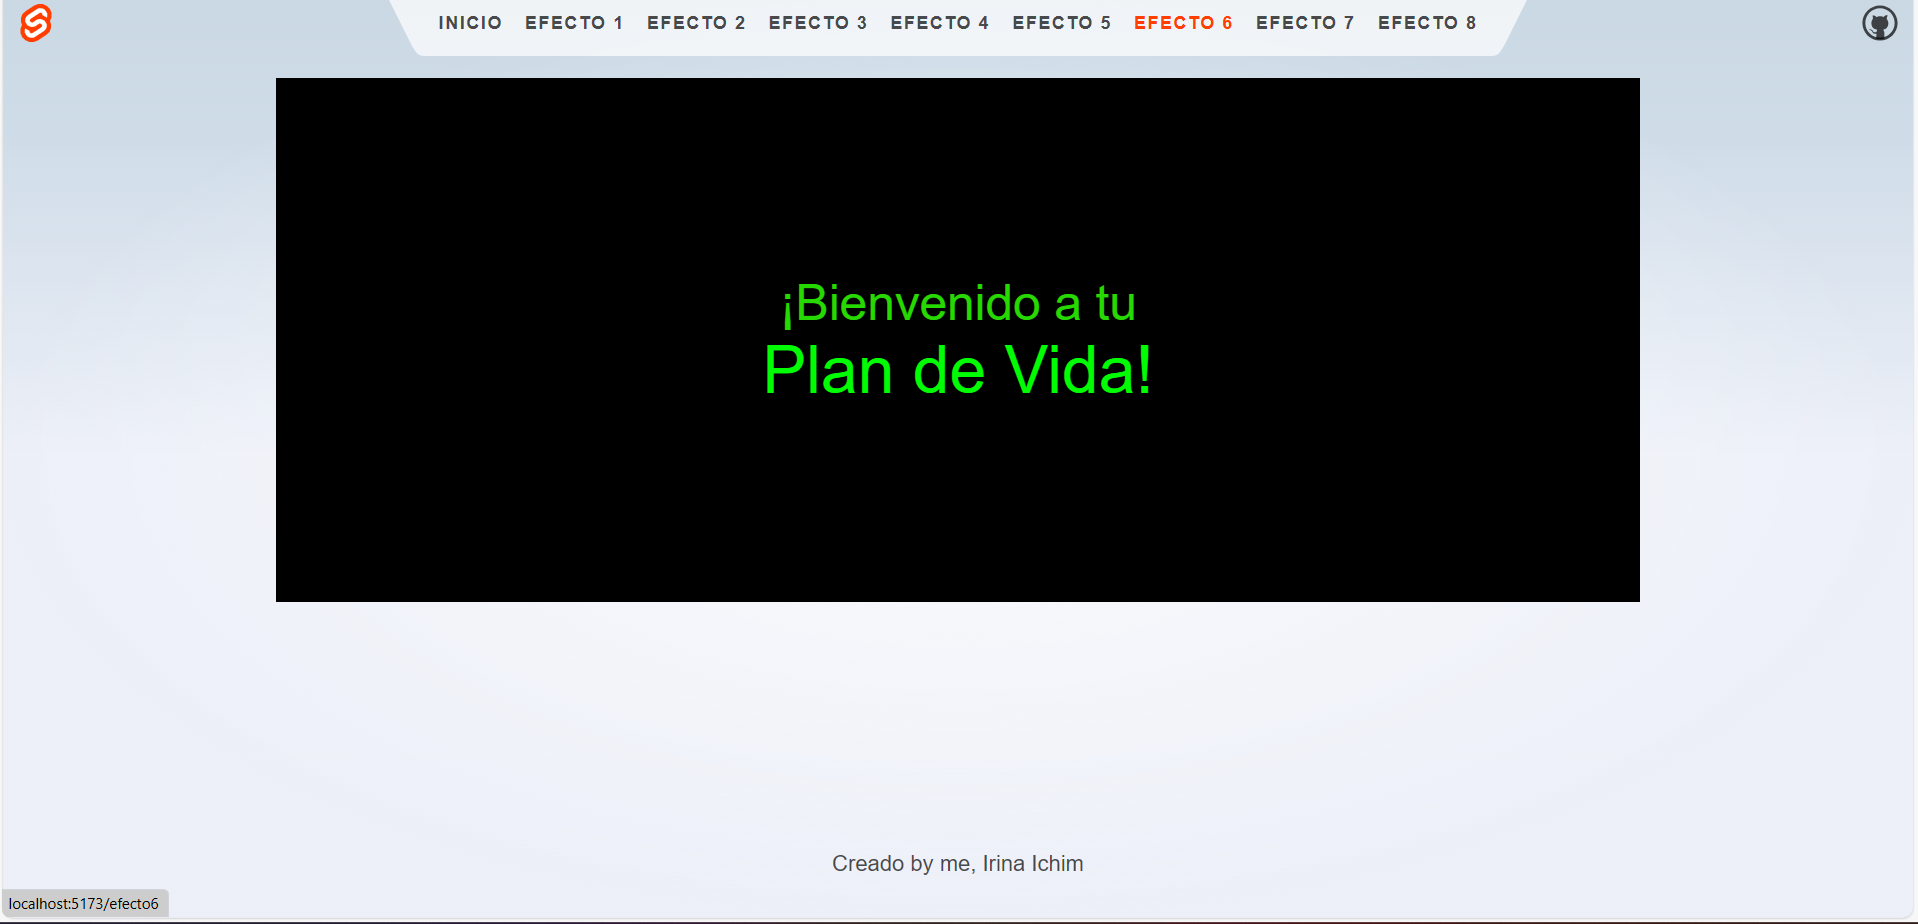 INICIO EFECTO 1 EFECTO 2 EFECTO 3 EFECTO 4 EFECTO 5 EFECTO 6 EFECTO 7 EFECTO 8
¡Bienvenido a tu
Plan de Vida!
Creado by me, Irina Ichim
localhost:5173/efecto6